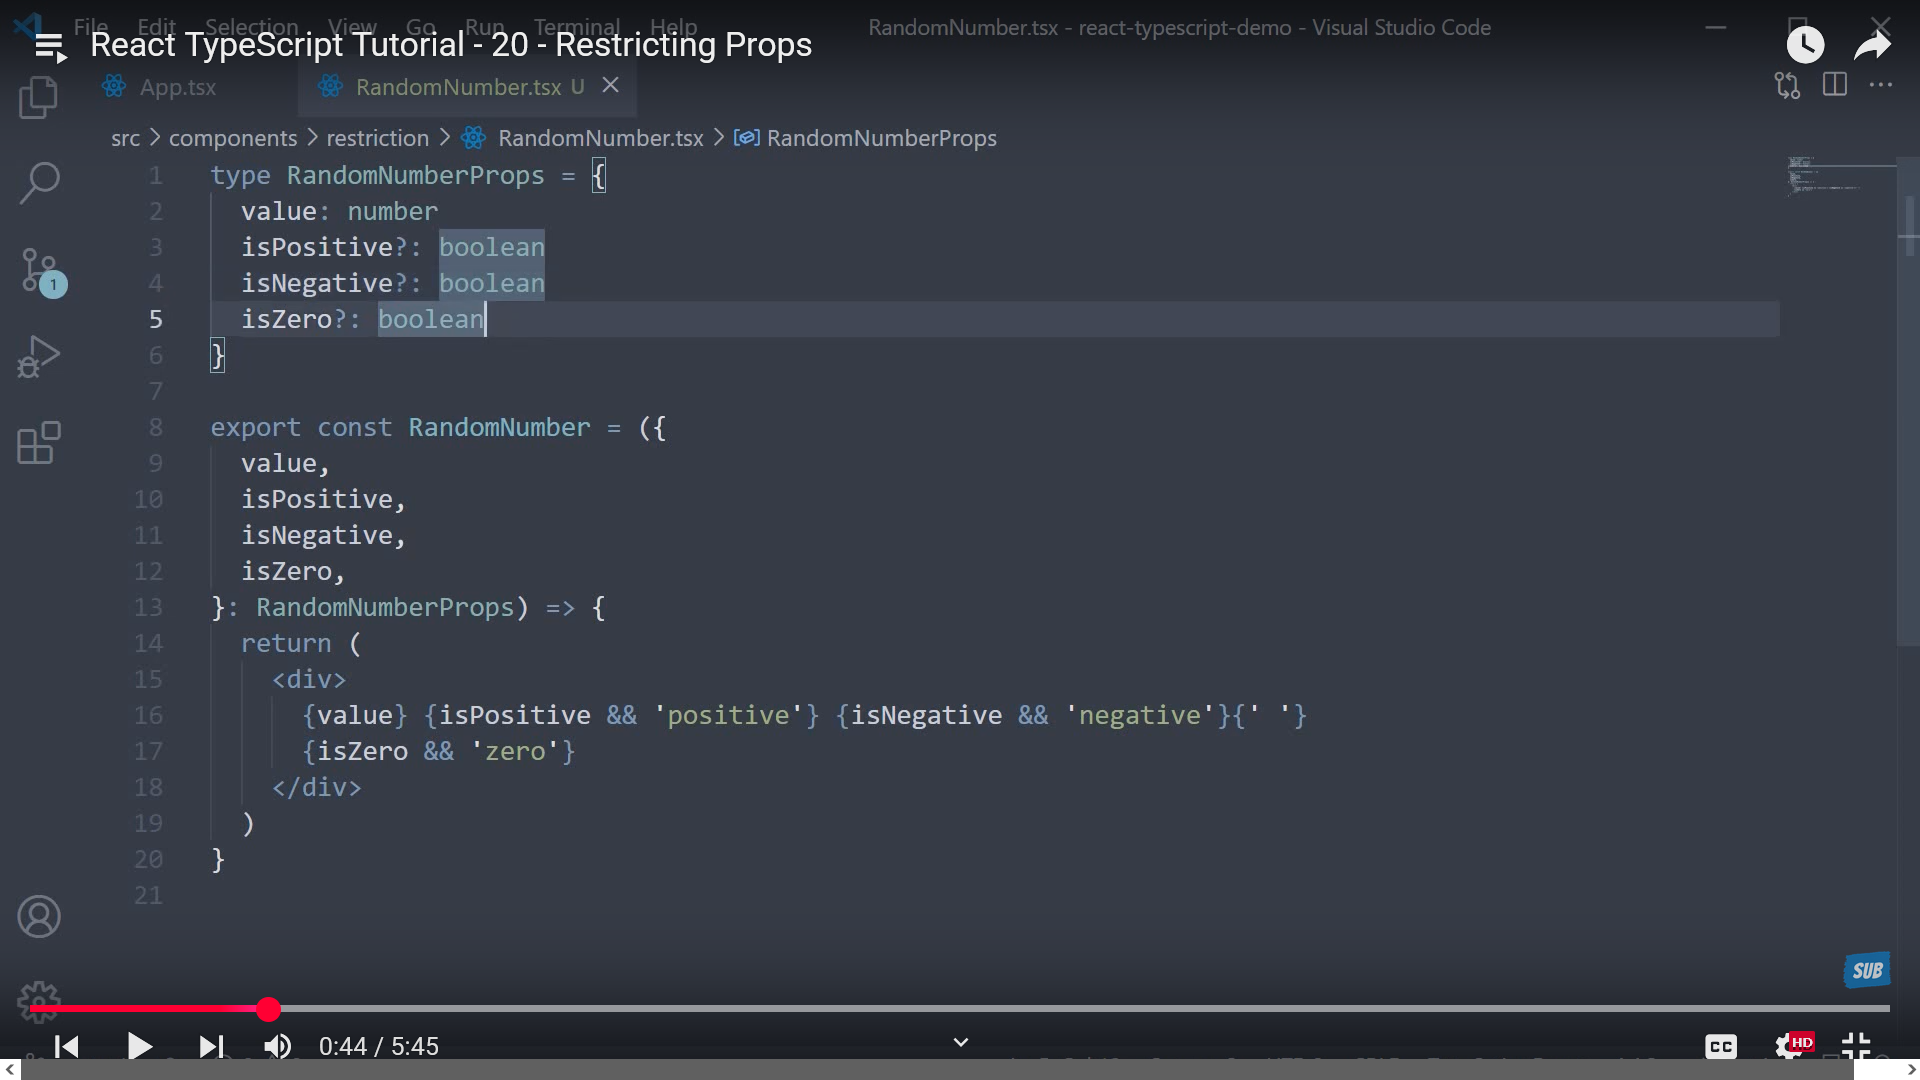 File Edit Selection View Go Run Terminal Help RandomNumber.tsx - react-typescript-demo - Visual Studio Code
React TypeScript Tutorial - 20 - Restricting Props
App.tsx RandomNumber.tsx U
src > components > restriction > RandomNumber.tsx > RandomNumberProps
1 type RandomNumberProps = {
2 value: number
3 isPositive?: boolean
4 isNegative?: boolean
5 isZero?: boolean
6 }
7
8 export const RandomNumber = ({
9 value,
10 isPositive,
11 isNegative,
12 isZero,
13 }: RandomNumberProps) => {
14 return (
15 <div>
16 {value} {isPositive && 'positive'} {isNegative && 'negative'}{' '}
17 {isZero && 'zero'}
18 </div>
19 )
20 }
21
1
SUB
0:44 / 5:45
CC
HD